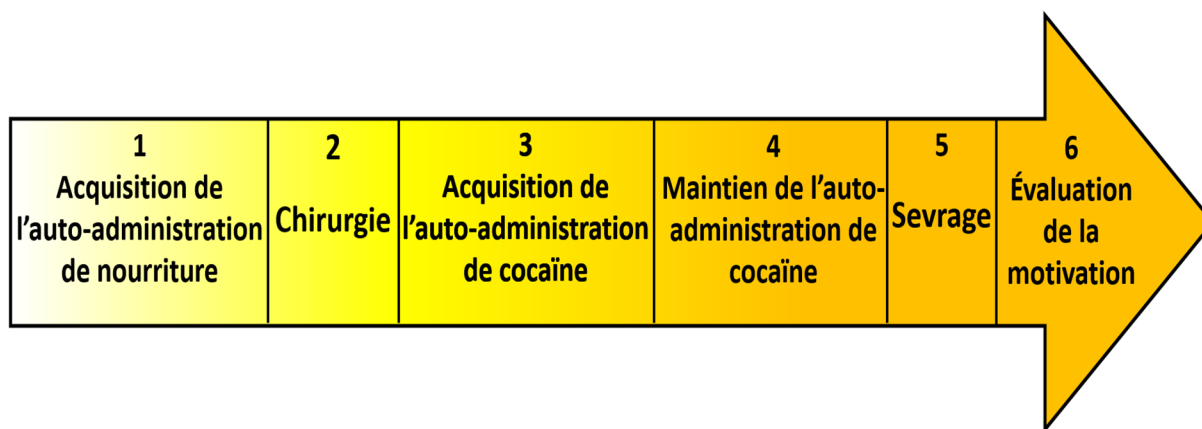 1
Acquisition de
l'auto-administration
de nourriture
2
Chirurgie
3
Acquisition de
l'auto-administration
de cocaïne
4
Maintien de l'auto-
administration de
cocaïne
5
Sevrage
6
Évaluation
de la
motivation